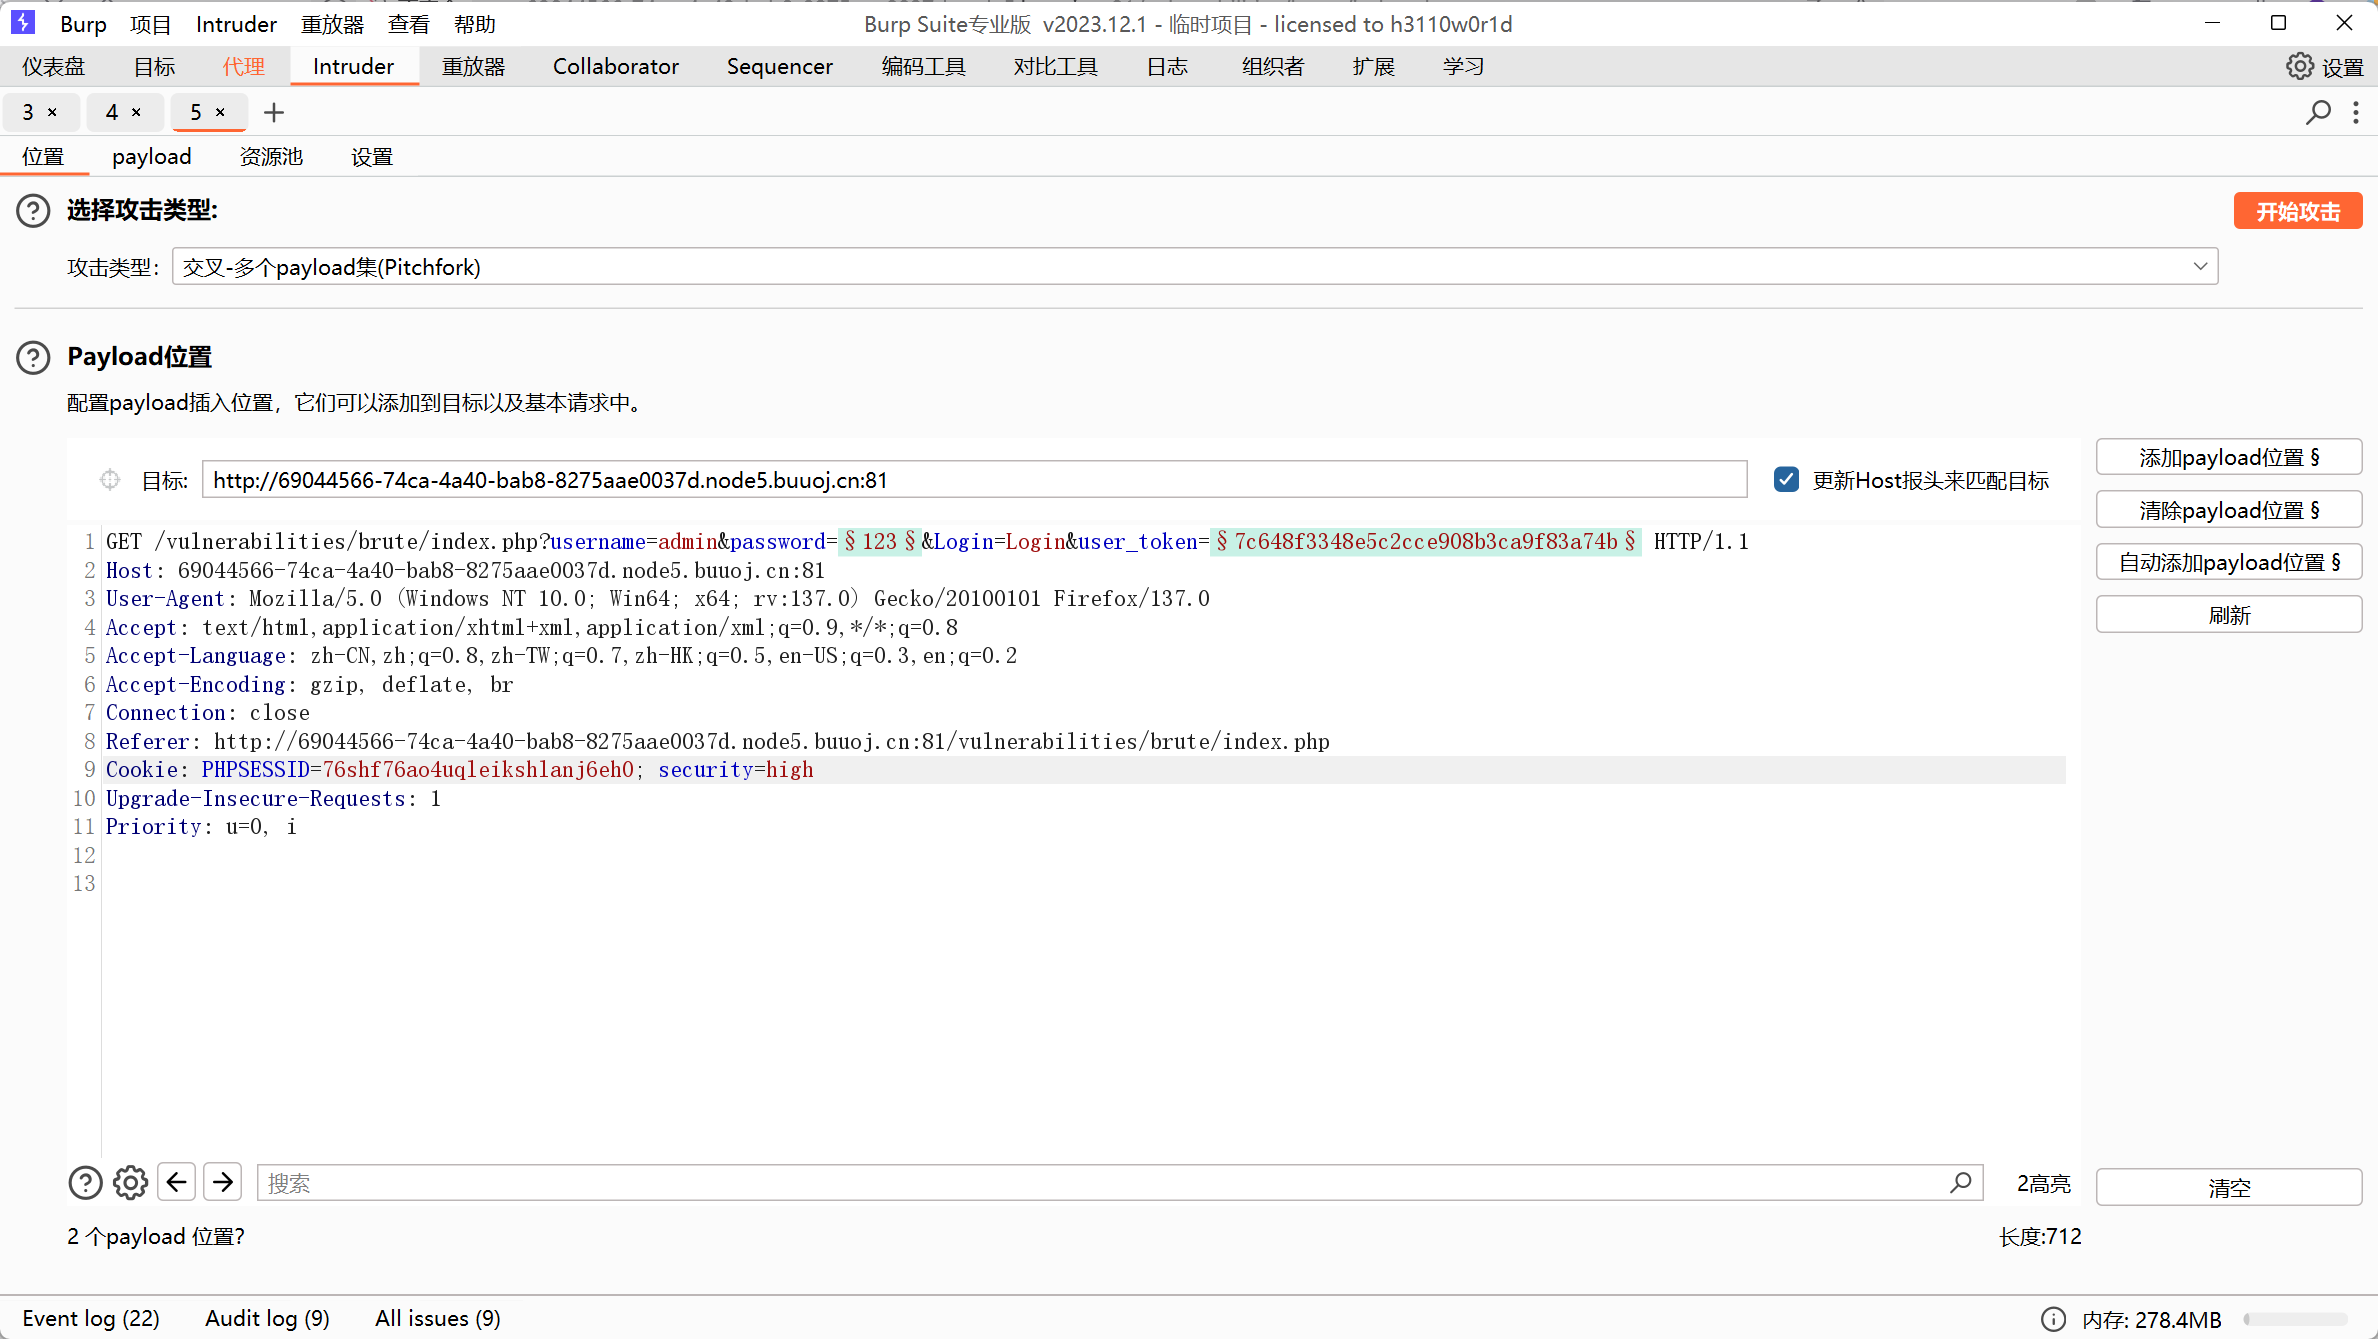 Burp 项目 Intruder 重放器 查看 帮助 Burp Suite专业版 v2023.12.1 - 临时项目 - licensed to h3110w0r1d
仪表盘 目标 代理 Intruder 重放器 Collaborator Sequencer 编码工具 对比工具 日志 组织者 扩展 学习 设置
3 × 4 × 5 × +
位置 payload 资源池 设置
选择攻击类型: 开始攻击
攻击类型: 交叉-多个payload集(Pitchfork)
Payload位置
配置payload插入位置，它们可以添加到目标以及基本请求中。
目标: http://69044566-74ca-4a40-bab8-8275aae0037d.node5.buuoj.cn:81 更新Host报头来匹配目标
添加payload位置 §
清除payload位置 §
自动添加payload位置 §
刷新
1 GET /vulnerabilities/brute/index.php?username=admin&password=§123§&Login=Login&user_token=§7c648f3348e5c2cce908b3ca9f83a74b§ HTTP/1.1
2 Host: 69044566-74ca-4a40-bab8-8275aae0037d.node5.buuoj.cn:81
3 User-Agent: Mozilla/5.0 (Windows NT 10.0; Win64; x64; rv:137.0) Gecko/20100101 Firefox/137.0
4 Accept: text/html,application/xhtml+xml,application/xml;q=0.9,*/*;q=0.8
5 Accept-Language: zh-CN,zh;q=0.8,zh-TW;q=0.7,zh-HK;q=0.5,en-US;q=0.3,en;q=0.2
6 Accept-Encoding: gzip, deflate, br
7 Connection: close
8 Referer: http://69044566-74ca-4a40-bab8-8275aae0037d.node5.buuoj.cn:81/vulnerabilities/brute/index.php
9 Cookie: PHPSESSID=76shf76ao4uqleikshlanj6eh0; security=high
10 Upgrade-Insecure-Requests: 1
11 Priority: u=0, i
12
13
搜索 2高亮 清空
2 个payload 位置? 长度:712
Event log (22) Audit log (9) All issues (9) 内存: 278.4MB